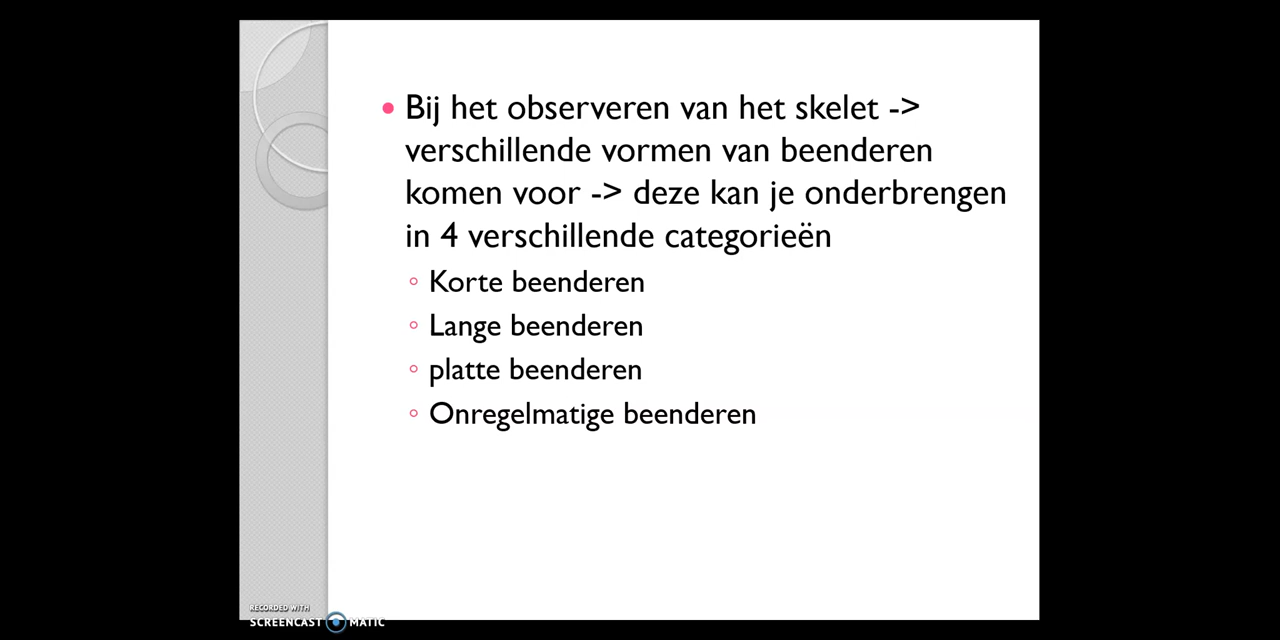 Bij het observeren van het skelet ->
verschillende vormen van beenderen
komen voor -> deze kan je onderbrengen
in 4 verschillende categorieën
Korte beenderen
Lange beenderen
platte beenderen
Onregelmatige beenderen
RECORDED WITH
SCREENCAST MATIC